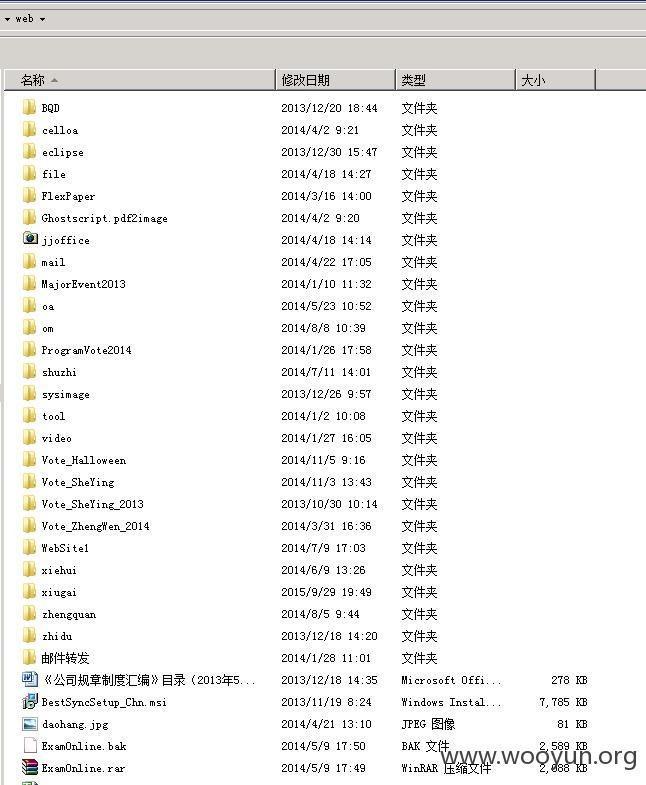 web
名称 修改日期 类型 大小
BQD 2013/12/20 18:44 文件夹
celloa 2014/4/2 9:21 文件夹
eclipse 2013/12/30 15:47 文件夹
file 2014/4/18 14:27 文件夹
FlexPaper 2014/3/16 14:00 文件夹
Ghostscript.pdf2image 2014/4/2 9:20 文件夹
jjoffice 2014/4/18 14:14 文件夹
mail 2014/4/22 17:05 文件夹
MajorEvent2013 2014/1/10 11:32 文件夹
oa 2014/5/23 10:52 文件夹
om 2014/8/8 10:39 文件夹
ProgramVote2014 2014/1/26 17:58 文件夹
shuzhi 2014/7/11 14:01 文件夹
sysimage 2013/12/26 9:57 文件夹
tool 2014/1/2 10:08 文件夹
video 2014/1/27 16:05 文件夹
Vote_Halloween 2014/11/5 9:16 文件夹
Vote_SheYing 2014/11/3 13:43 文件夹
Vote_SheYing_2013 2013/10/30 10:14 文件夹
Vote_ZhengWen_2014 2014/3/31 16:36 文件夹
WebSite1 2014/7/9 17:03 文件夹
xiehui 2014/6/9 13:26 文件夹
xiugai 2015/9/29 19:49 文件夹
zhengquan 2014/8/5 9:44 文件夹
zhidu 2013/12/18 14:20 文件夹
邮件转发 2014/1/28 11:01 文件夹
《公司规章制度汇编》目录（2013年5... 2013/12/18 14:35 Microsoft Offi... 278 KB
BestSyncSetup_Chn.msi 2013/11/19 8:24 Windows Instal... 7,785 KB
daohang.jpg 2014/4/21 13:10 JPEG 图像 81 KB
ExamOnline.bak 2014/5/9 17:50 BAK 文件 2,589 KB
ExamOnline.rar 2014/5/9 17:49 WinRAR 压缩文件 2,088 KB
www.wooyun.org